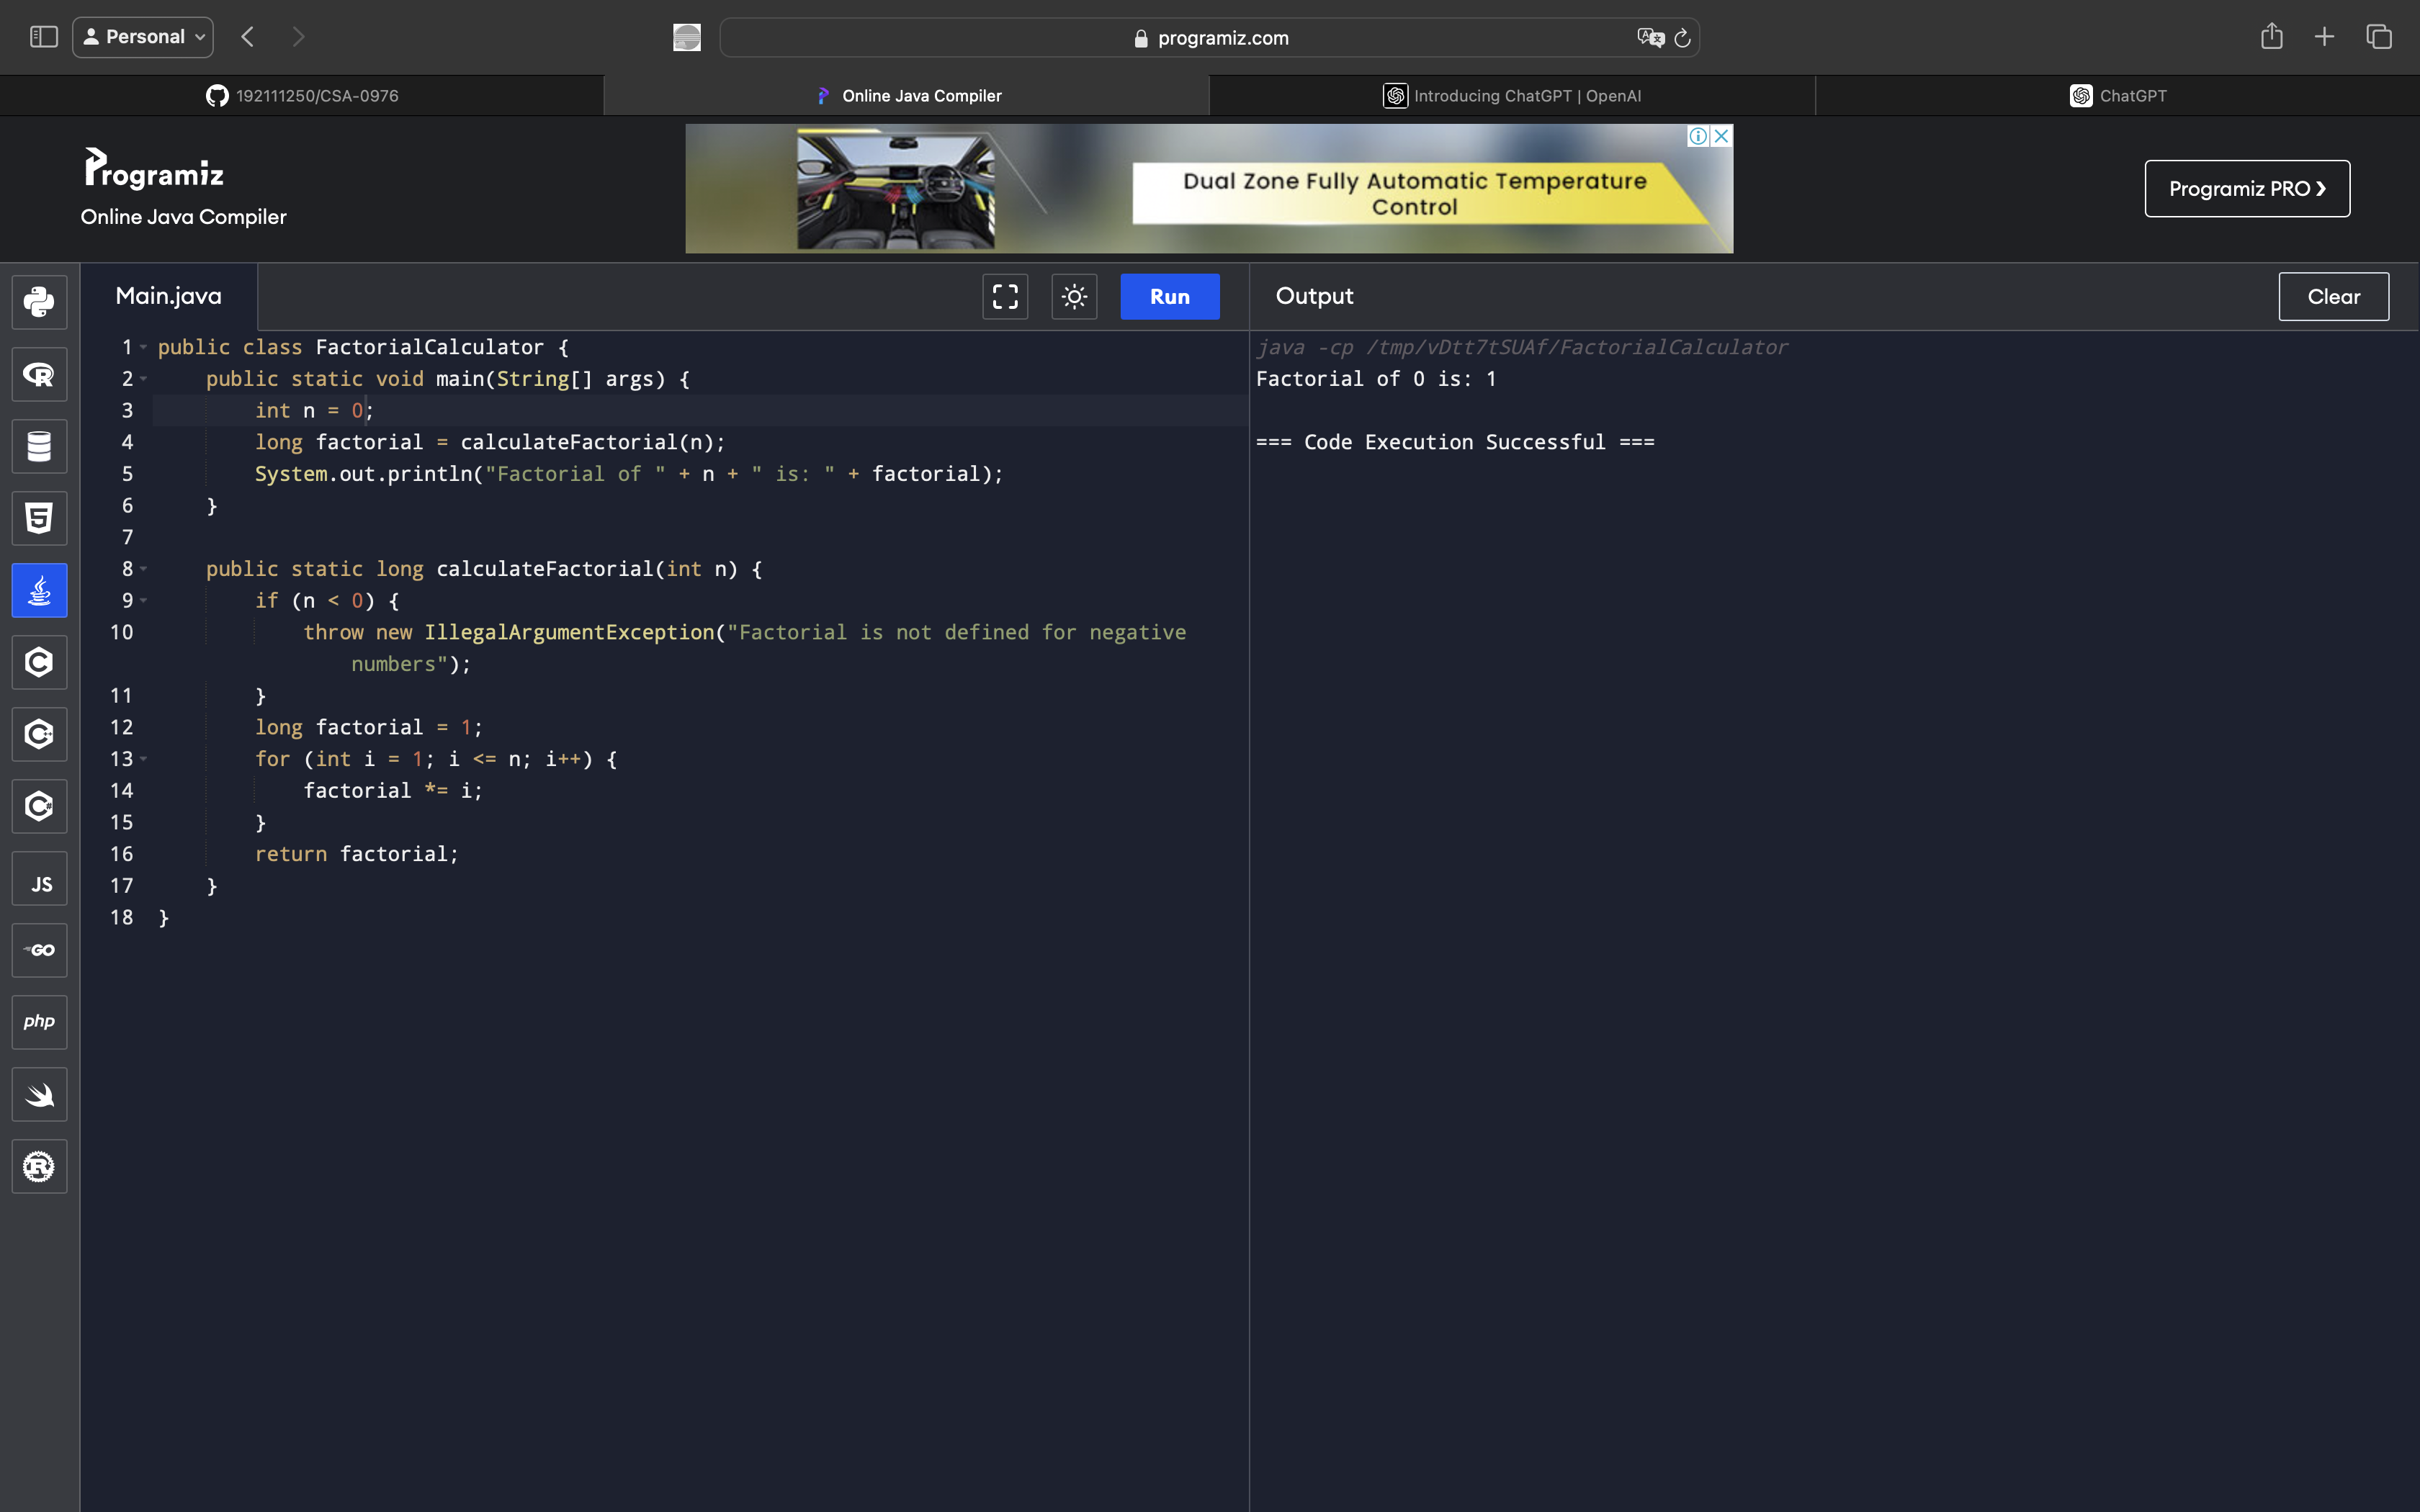 Personal
programiz.com
192111250/CSA-0976
Online Java Compiler
Introducing ChatGPT | OpenAI
ChatGPT
Programiz
Online Java Compiler
Dual Zone Fully Automatic Temperature
Control
Programiz PRO ❯
Main.java
Run
Output
Clear
1 public class FactorialCalculator {
2     public static void main(String[] args) {
3         int n = 0;
4         long factorial = calculateFactorial(n);
5         System.out.println("Factorial of " + n + " is: " + factorial);
6     }
7
8     public static long calculateFactorial(int n) {
9         if (n < 0) {
10             throw new IllegalArgumentException("Factorial is not defined for negative
numbers");
11         }
12         long factorial = 1;
13         for (int i = 1; i <= n; i++) {
14             factorial *= i;
15         }
16         return factorial;
17     }
18 }
java -cp /tmp/vDtt7tSUAf/FactorialCalculator
Factorial of 0 is: 1
=== Code Execution Successful ===
JS
GO
php